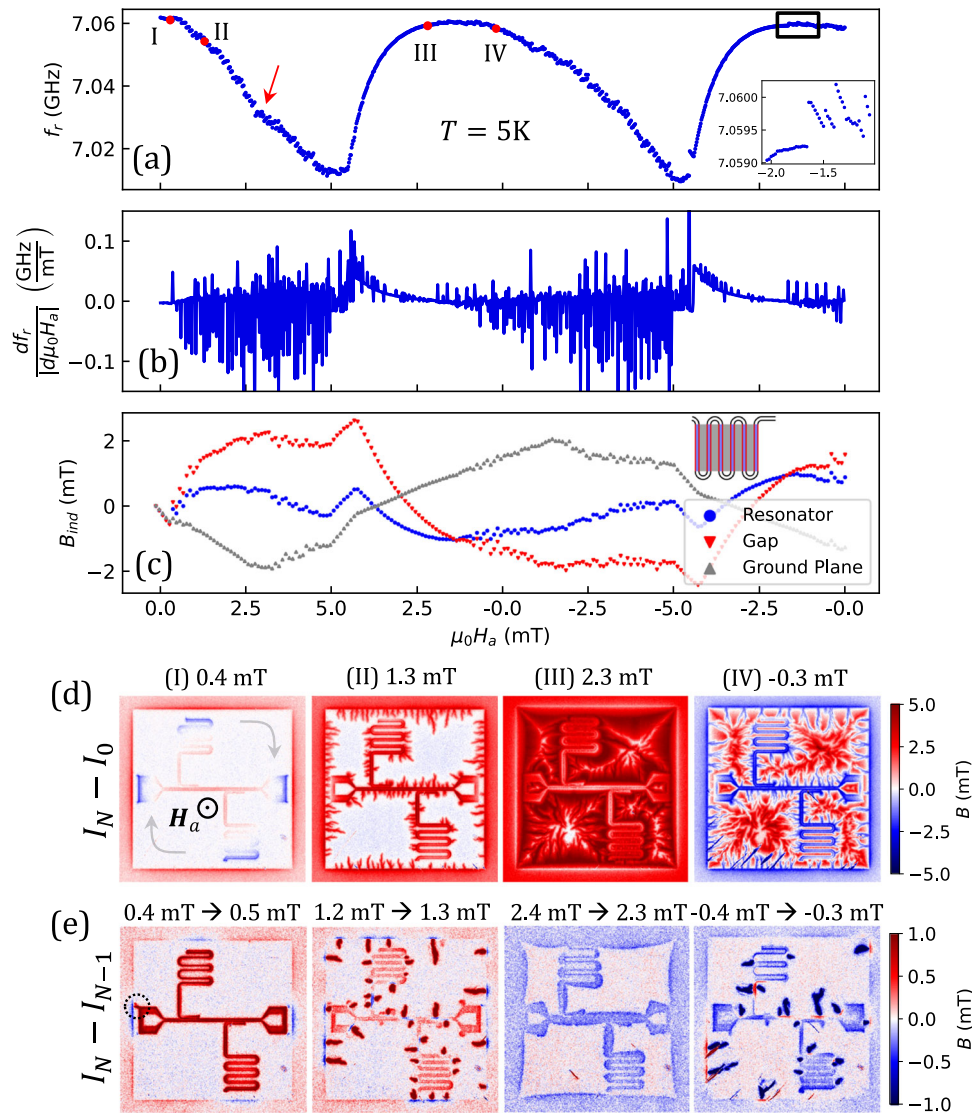 7.06
7.04
7.02
f_r (GHz)
I
II
III
IV
T = 5K
(a)
7.0600
7.0595
7.0590
−2.0
−1.5
0.1
0.0
−0.1
df_r / |dμ₀H_a| (GHz / mT)
(b)
2
0
−2
B_ind (mT)
(c)
Resonator
Gap
Ground Plane
0.0
2.5
5.0
2.5
-0.0
-2.5
-5.0
-2.5
-0.0
μ₀H_a (mT)
(d)
(I) 0.4 mT
(II) 1.3 mT
(III) 2.3 mT
(IV) -0.3 mT
I_N − I_0
H_a
5.0
2.5
0.0
−2.5
−5.0
B (mT)
(e)
0.4 mT → 0.5 mT
1.2 mT → 1.3 mT
2.4 mT → 2.3 mT
-0.4 mT → -0.3 mT
I_N − I_{N−1}
1.0
0.5
0.0
−0.5
−1.0
B (mT)